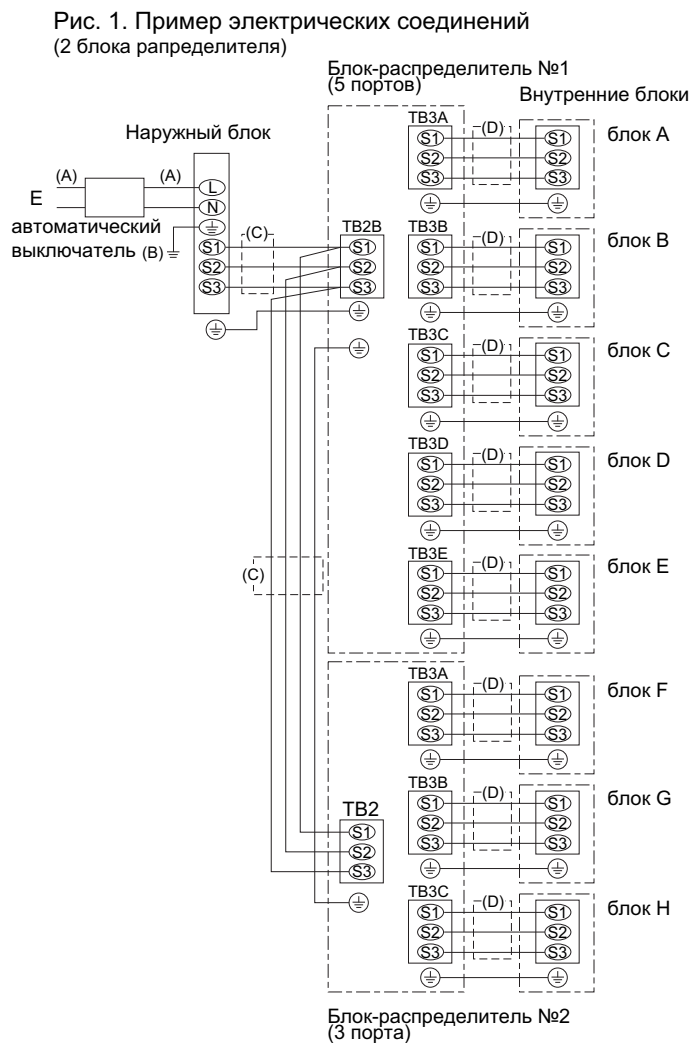 Рис. 1. Пример электрических соединений
(2 блока рапределителя)
Блок-распределитель №1
(5 портов)
Внутренние блоки
Наружный блок
(A)
(A)
E
автоматический
выключатель (B)
L
N
S1
S2
S3
(C)
TB2B
S1
S2
S3
TB3A
S1
S2
S3
(D)
S1
S2
S3
блок A
TB3B
S1
S2
S3
(D)
S1
S2
S3
блок B
TB3C
S1
S2
S3
(D)
S1
S2
S3
блок C
TB3D
S1
S2
S3
(D)
S1
S2
S3
блок D
TB3E
S1
S2
S3
(D)
S1
S2
S3
блок E
(C)
TB3A
S1
S2
S3
(D)
S1
S2
S3
блок F
TB2
S1
S2
S3
TB3B
S1
S2
S3
(D)
S1
S2
S3
блок G
TB3C
S1
S2
S3
(D)
S1
S2
S3
блок H
Блок-распределитель №2
(3 порта)